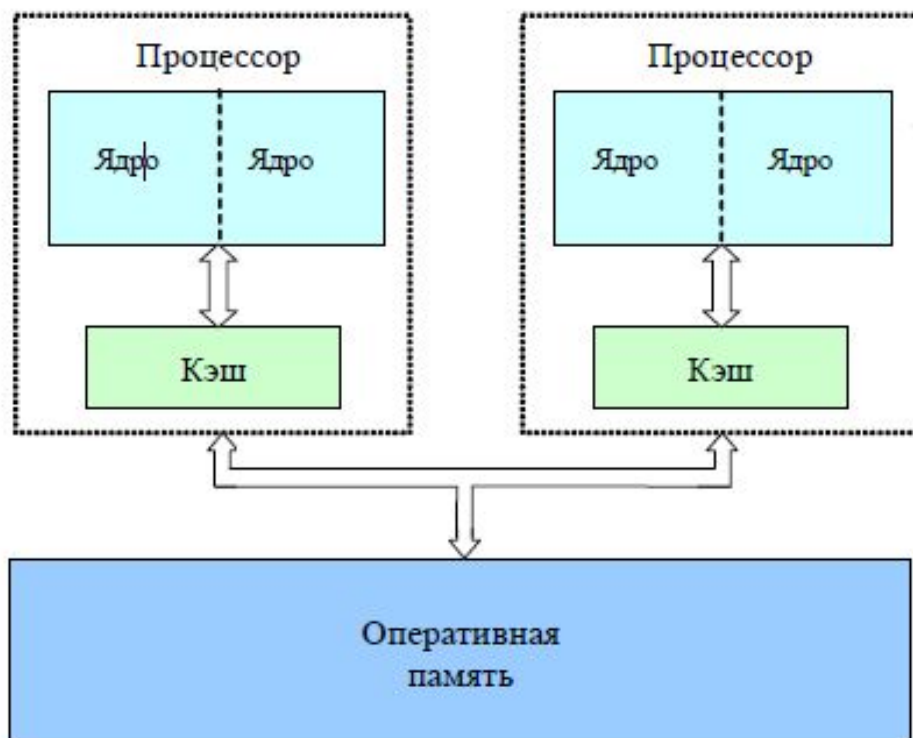 Процессор
Процессор
Ядро
Ядро
Ядро
Ядро
Кэш
Кэш
Оперативная
память